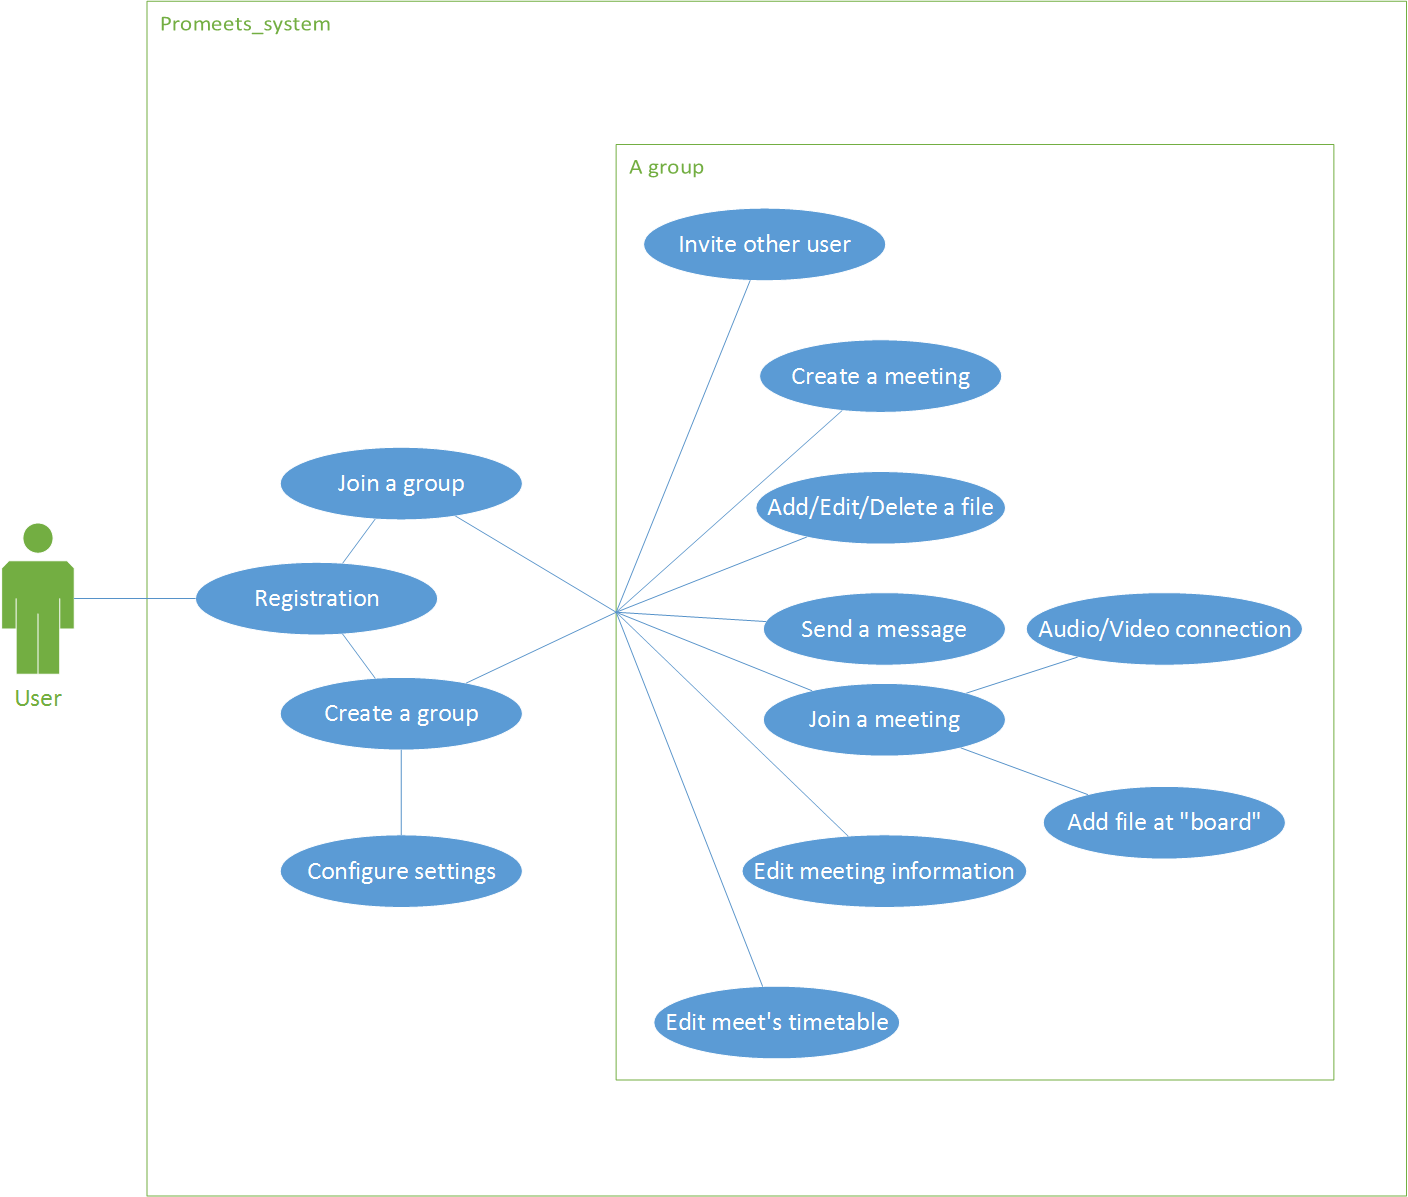 Promeets_system
A group
Invite other user
Create a meeting
Join a group
Add/Edit/Delete a file
Registration
Send a message
Audio/Video connection
User
Create a group
Join a meeting
Add file at "board"
Configure settings
Edit meeting information
Edit meet's timetable